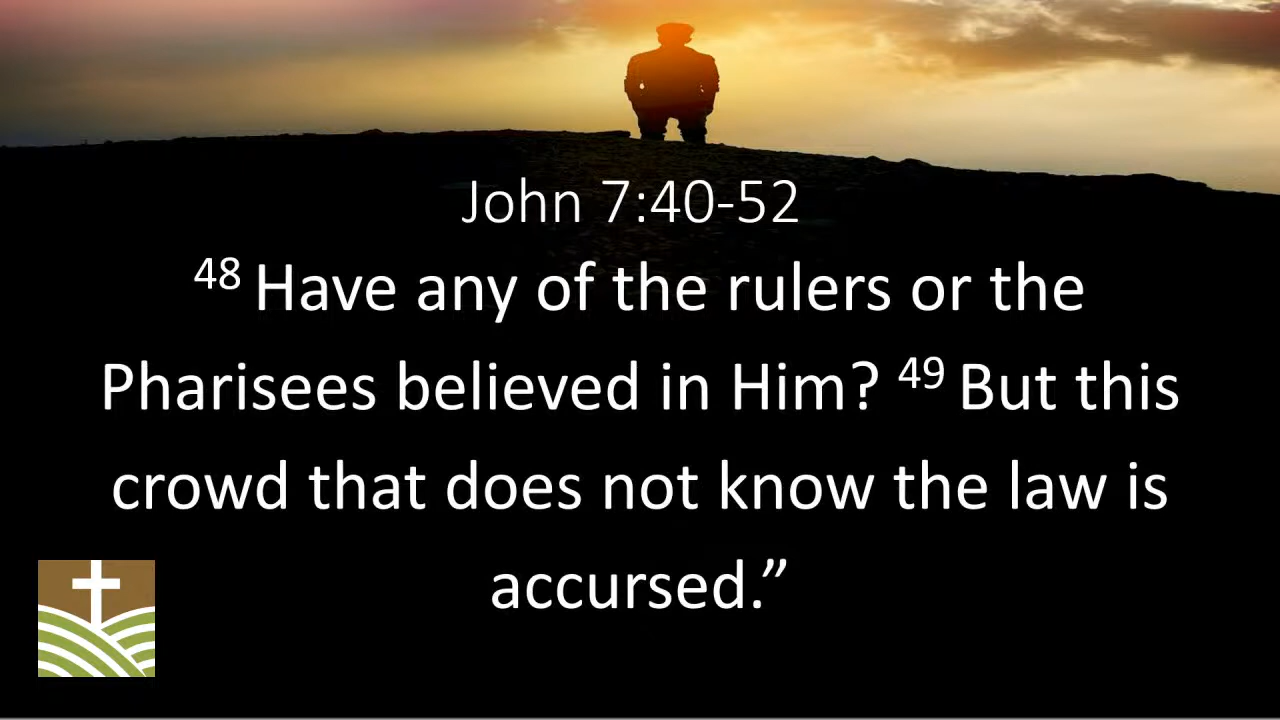 John 7:40-52
48 Have any of the rulers or the
Pharisees believed in Him? 49 But this
crowd that does not know the law is
accursed.”